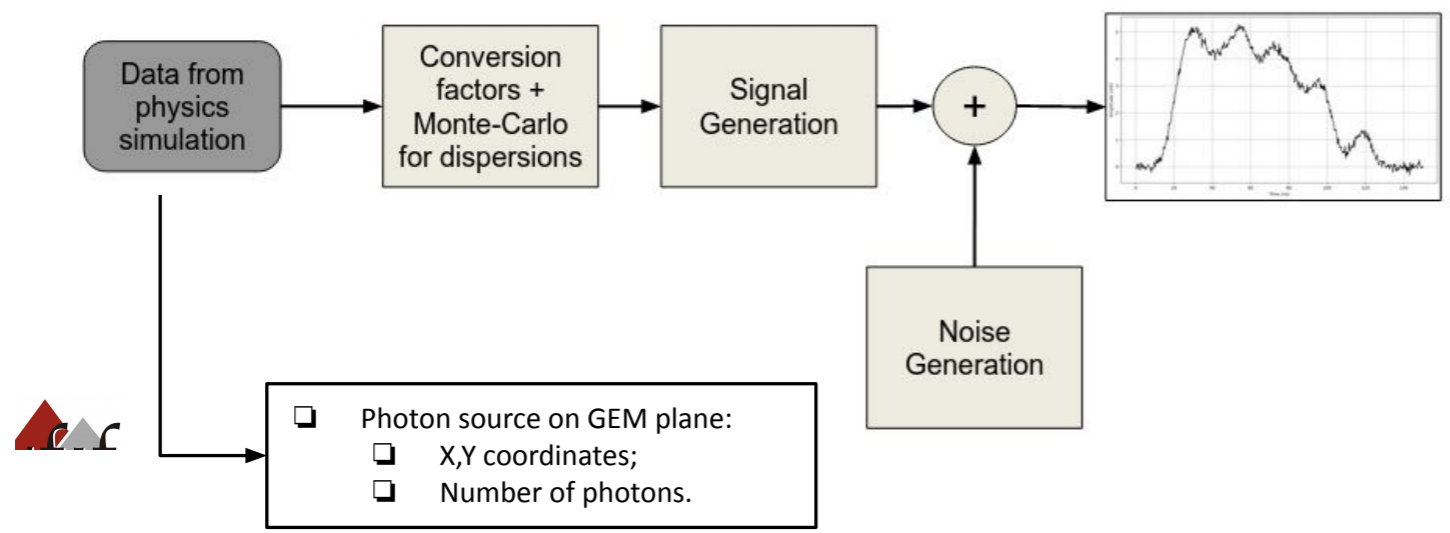 Data from
physics
simulation
Conversion
factors +
Monte-Carlo
for dispersions
Signal
Generation
+
Noise
Generation
❑ Photon source on GEM plane:
❑ X,Y coordinates;
❑ Number of photons.